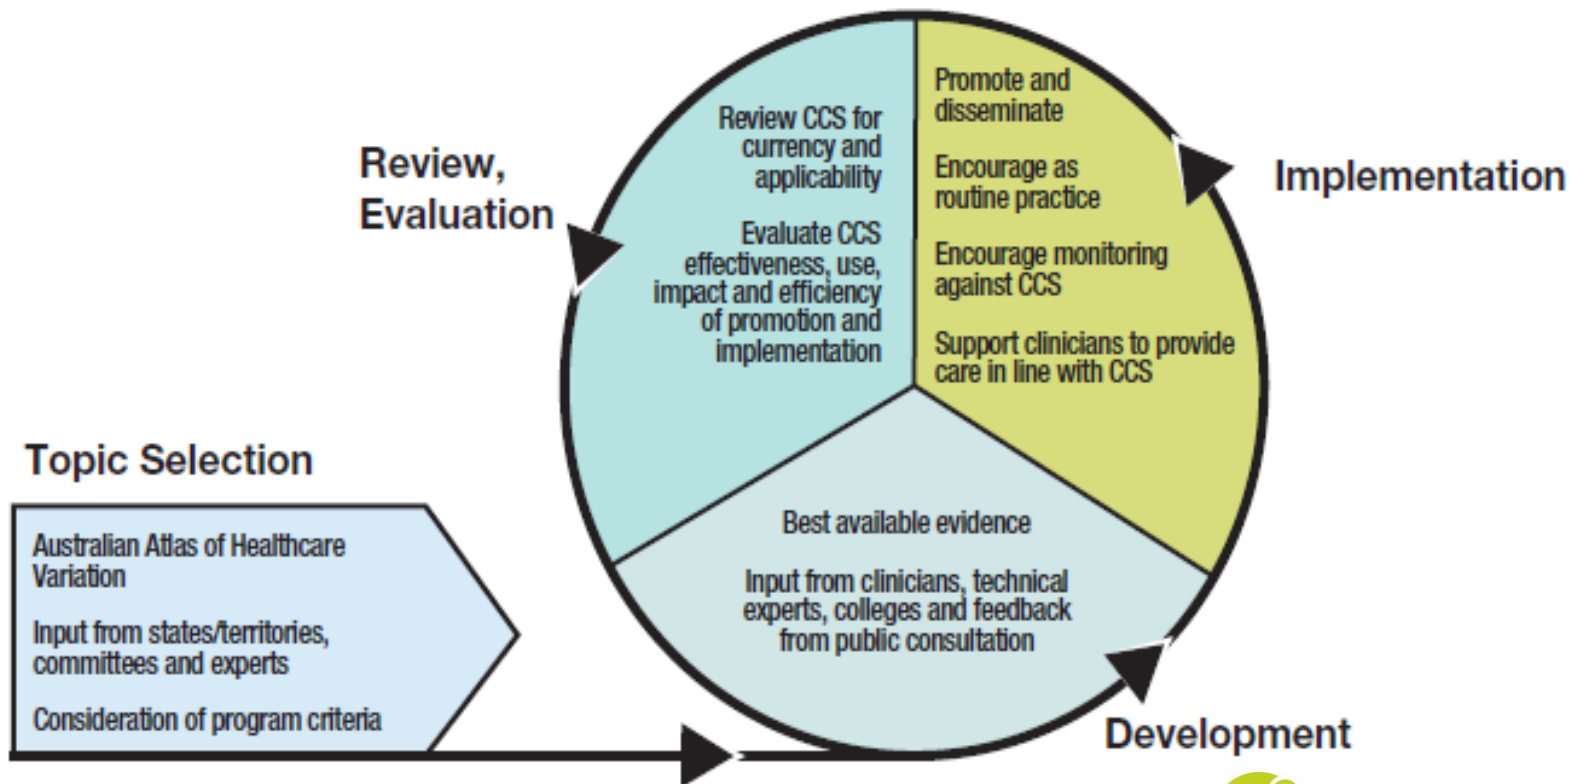 Topic Selection
Australian Atlas of Healthcare
Variation
Input from states/territories,
committees and experts
Consideration of program criteria
Development
Best available evidence
Input from clinicians, technical
experts, colleges and feedback
from public consultation
Implementation
Promote and
disseminate
Encourage as
routine practice
Encourage monitoring
against CCS
Support clinicians to provide
care in line with CCS
Review,
Evaluation
Review CCS for
currency and
applicability
Evaluate CCS
effectiveness, use,
impact and efficiency
of promotion and
implementation